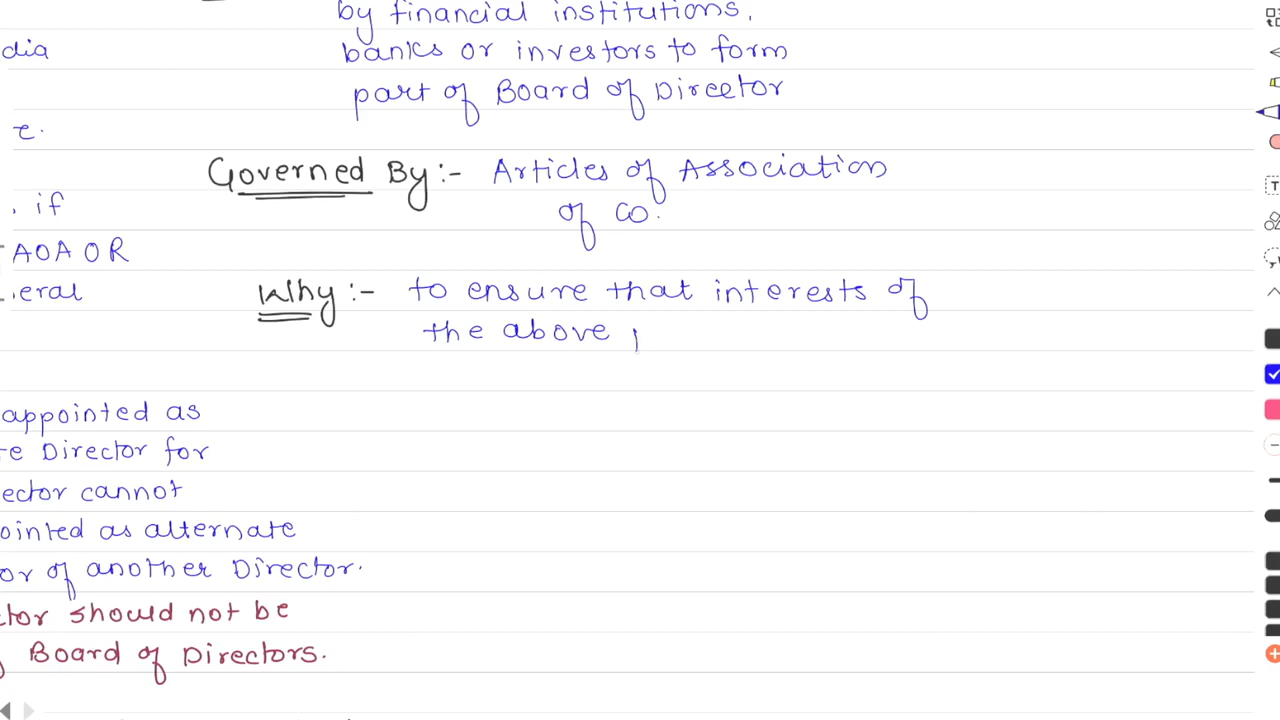 by financial institutions,
banks or investors to form
part of Board of Director
Governed By :- Articles of Association
of co.
Why :- to ensure that interests of
the above
dia
e.
, if
AOA OR
eral
appointed as
te Director for
ector cannot
ointed as alternate
or of another Director.
ctor should not be
Board of Directors.